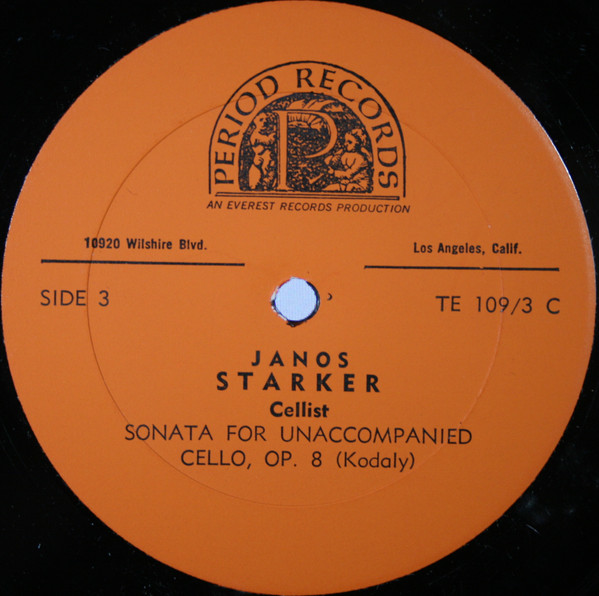 PERIOD RECORDS
P
AN EVEREST RECORDS PRODUCTION
10920 Wilshire Blvd.
Los Angeles, Calif.
SIDE 3
TE 109/3 C
JANOS
STARKER
Cellist
SONATA FOR UNACCOMPANIED
CELLO, OP. 8 (Kodaly)